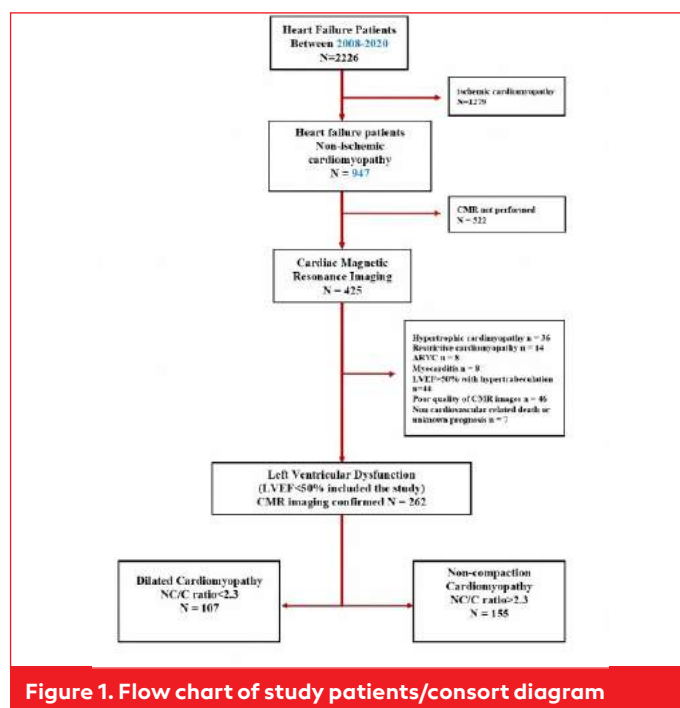 Heart Failure Patients
Between 2008-2020
N=2226
Ischemic cardiomyopathy
N=1279
Heart failure patients
Non-ischemic
cardiomyopathy
N = 947
CMR not performed
N = 522
Cardiac Magnetic
Resonance Imaging
N = 425
Hypertrophic cardiomyopathy n = 36
Restrictive cardiomyopathy n = 14
ARVC n = 8
Myocarditis n = 8
LVEF>50% with hypertrabeculation
n=44
Poor quality of CMR images n = 46
Non cardiovascular related death or
unknown prognosis n = 7
Left Ventricular Dysfunction
(LVEF<50% included the study)
CMR imaging confirmed N = 262
Dilated Cardiomyopathy
NC/C ratio<2.3
N = 107
Non-compaction
Cardiomyopathy
NC/C ratio>2.3
N = 155
Figure 1. Flow chart of study patients/consort diagram